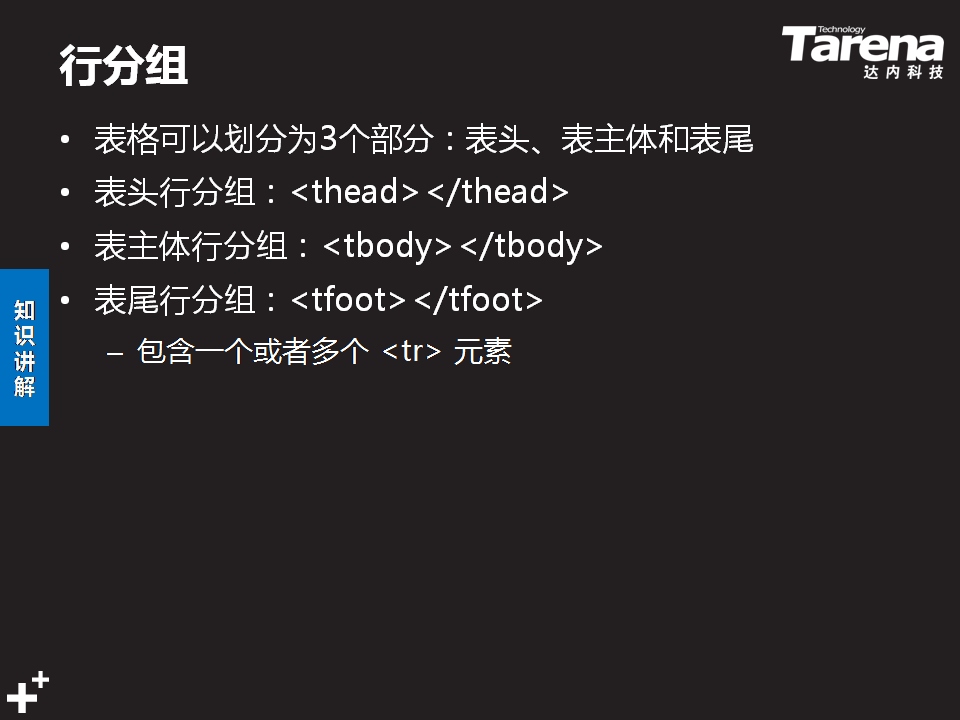 行分组
Technology
Tarena
达内科技
• 表格可以划分为3个部分：表头、表主体和表尾
• 表头行分组：<thead></thead>
• 表主体行分组：<tbody></tbody>
• 表尾行分组：<tfoot></tfoot>
– 包含一个或者多个 <tr> 元素
知识讲解